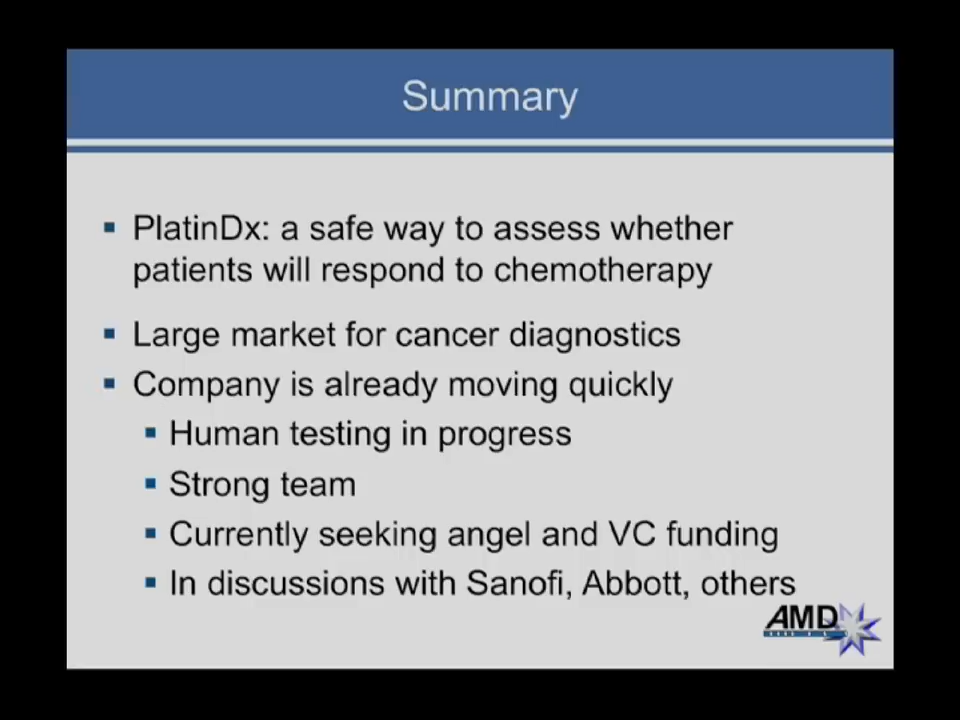 Summary
PlatinDx: a safe way to assess whether
patients will respond to chemotherapy
Large market for cancer diagnostics
Company is already moving quickly
Human testing in progress
Strong team
Currently seeking angel and VC funding
In discussions with Sanofi, Abbott, others
AMD